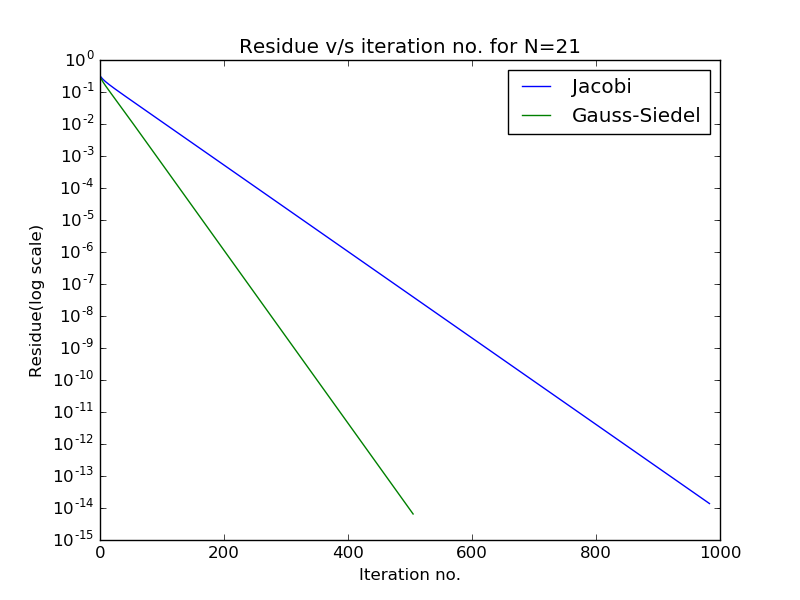 Residue v/s iteration no. for N=21
Jacobi
Gauss-Siedel
Residue(log scale)
10^0
10^-1
10^-2
10^-3
10^-4
10^-5
10^-6
10^-7
10^-8
10^-9
10^-10
10^-11
10^-12
10^-13
10^-14
10^-15
0 200 400 600 800 1000
Iteration no.